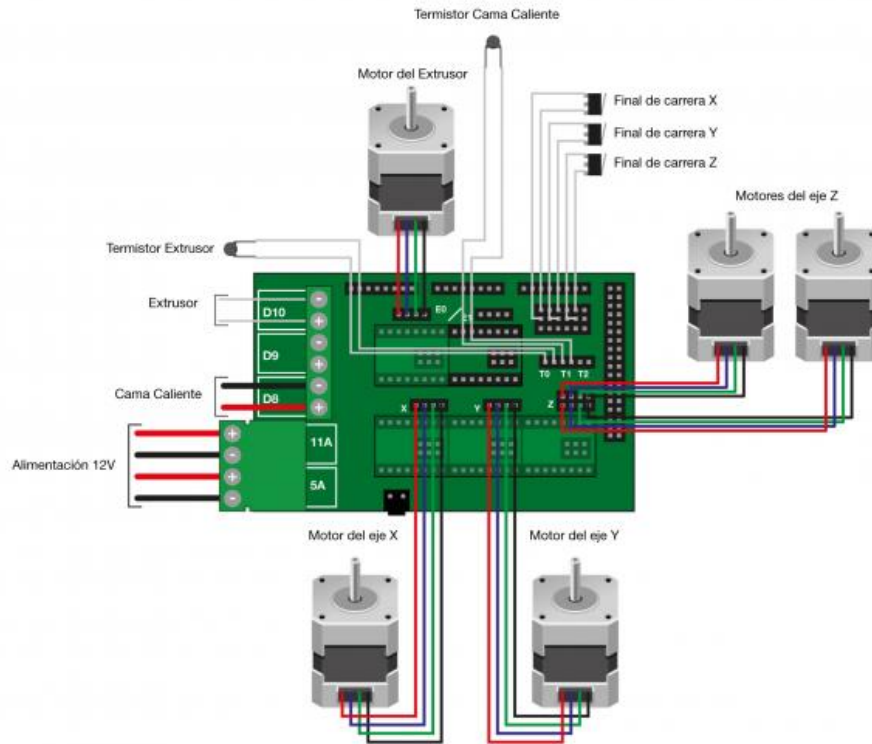 Termistor Cama Caliente
Motor del Extrusor
Final de carrera X
Final de carrera Y
Final de carrera Z
Motores del eje Z
Termistor Extrusor
Extrusor
D10
E0
E1
D9
T0 T1 T2
Cama Caliente
D8
X
Y
Z
11A
Alimentación 12V
5A
Motor del eje X
Motor del eje Y